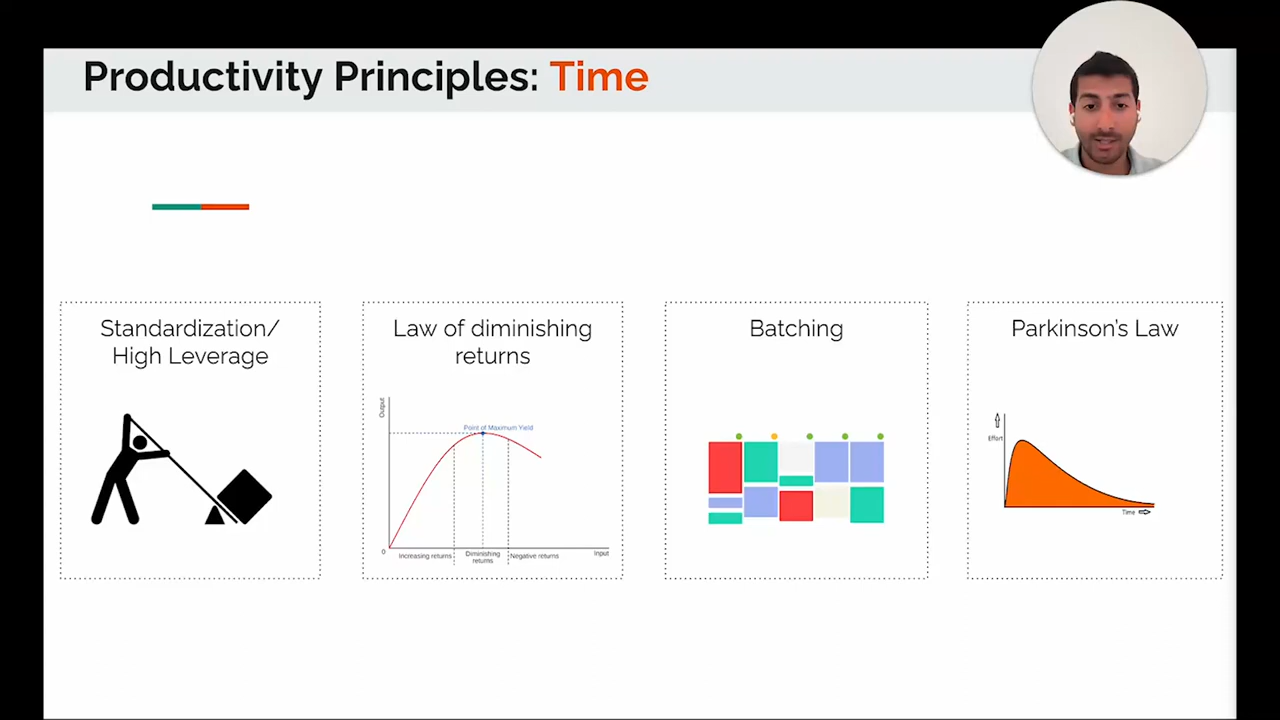 Productivity Principles: Time
Standardization/
High Leverage
Law of diminishing
returns
Output
Point of Maximum Yield
0
Increasing returns
Diminishing
returns
Negative returns
Input
Batching
Parkinson's Law
Effort
Time